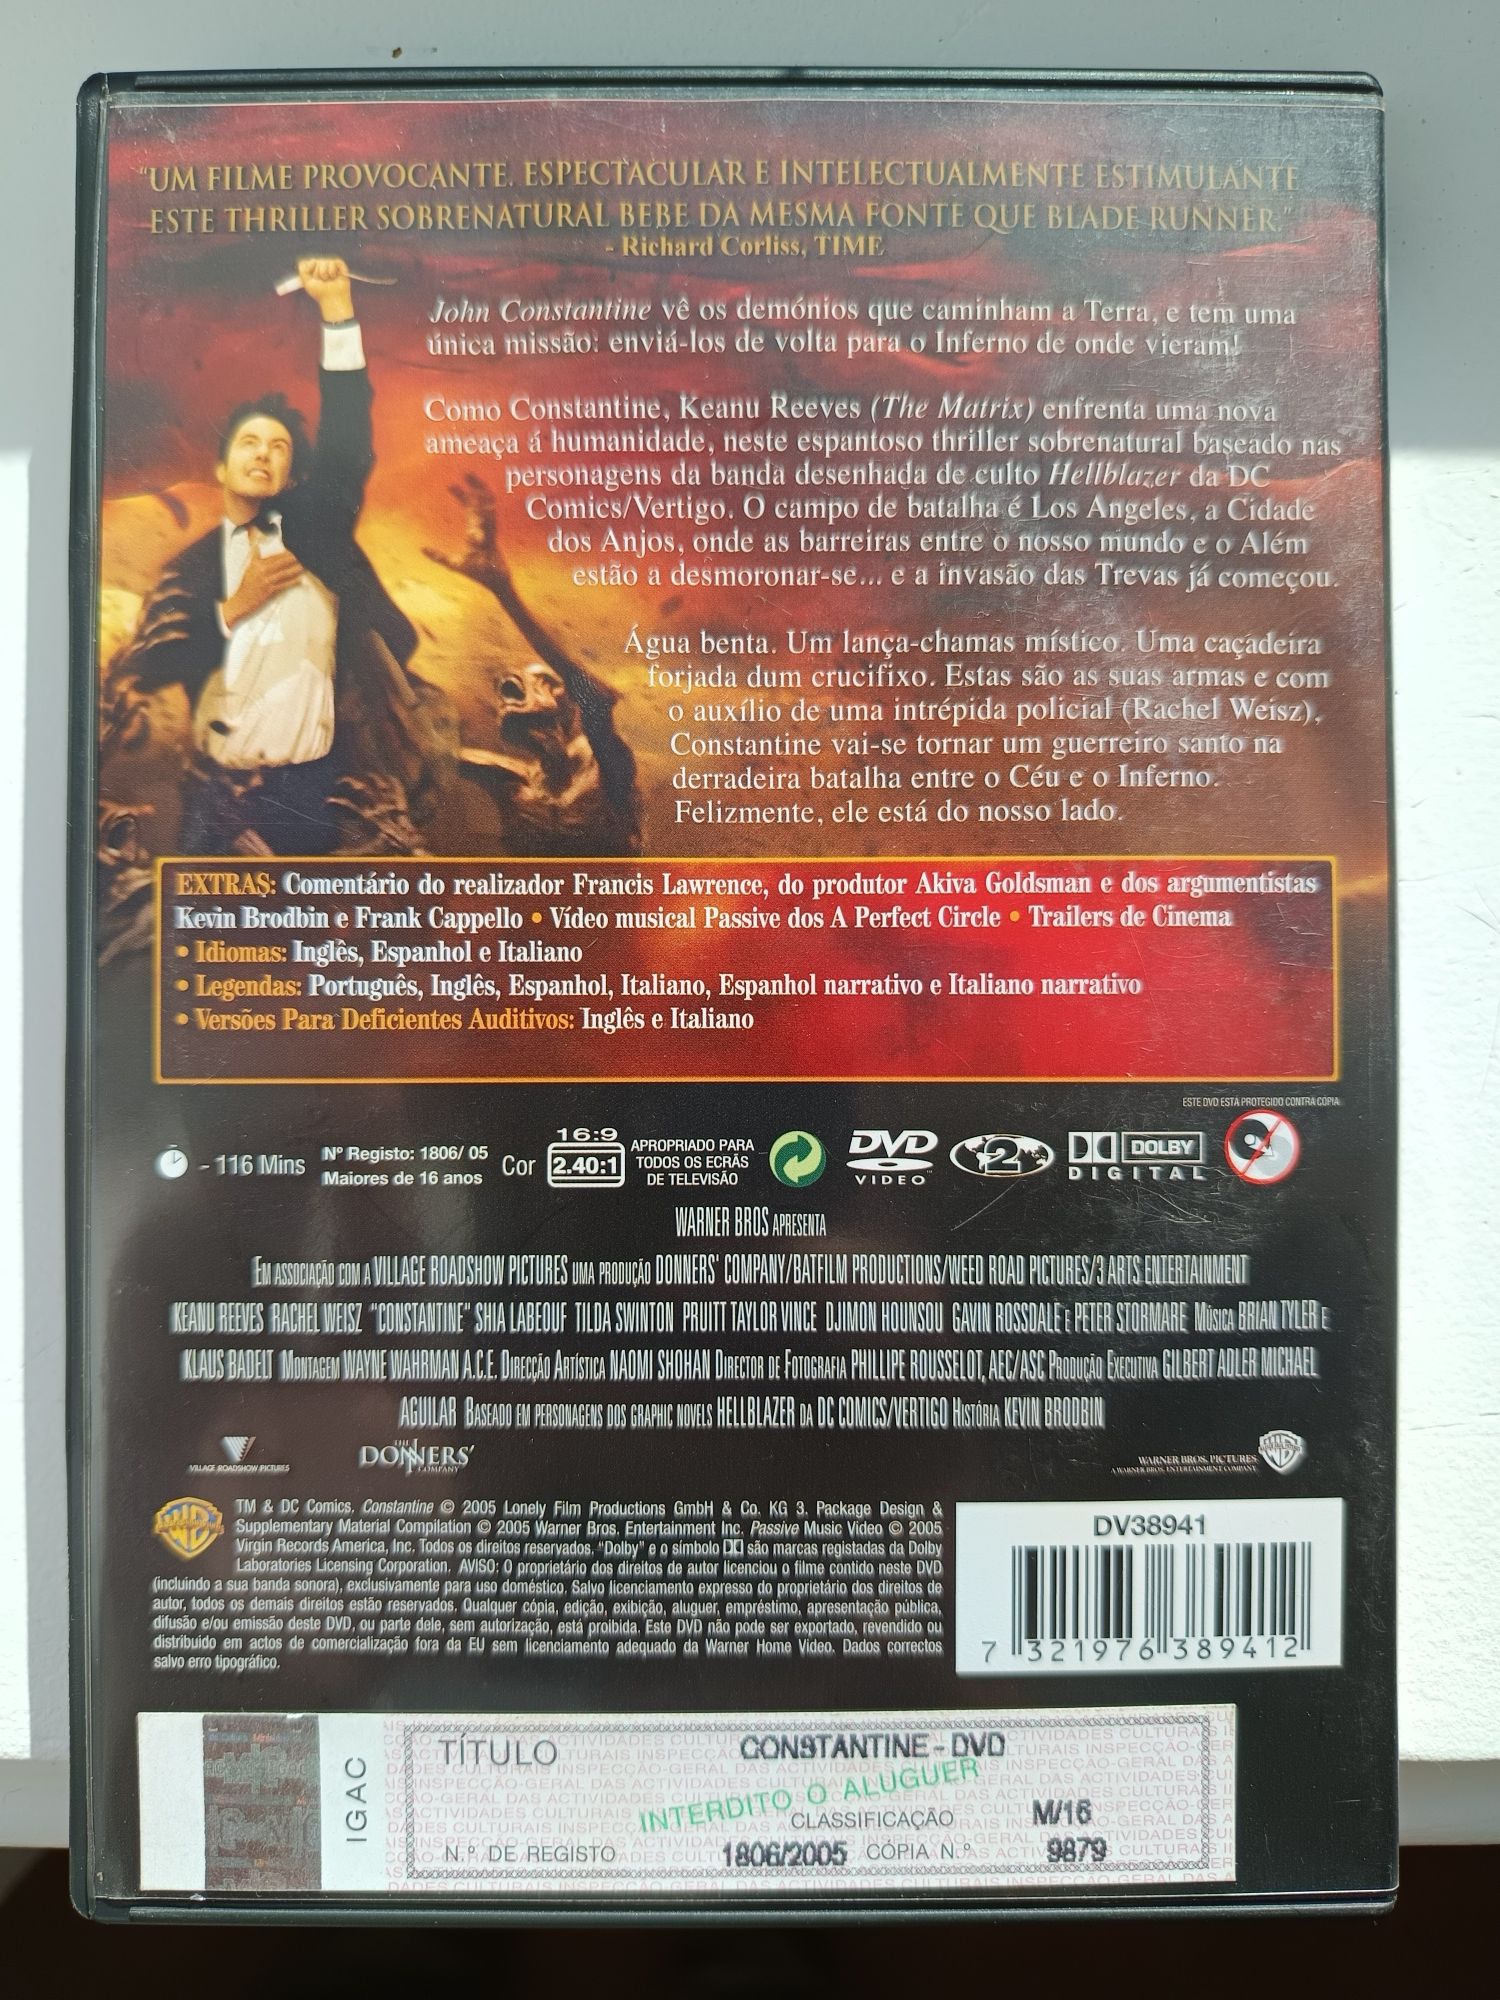 "UM FILME PROVOCANTE. ESPECTACULAR E INTELECTUALMENTE ESTIMULANTE
ESTE THRILLER SOBRENATURAL BEBE DA MESMA FONTE QUE BLADE RUNNER."
- Richard Corliss, TIME
John Constantine vê os demónios que caminham a Terra, e tem uma
única missão: enviá-los de volta para o Inferno de onde vieram!
Como Constantine, Keanu Reeves (The Matrix) enfrenta uma nova
ameaça á humanidade, neste espantoso thriller sobrenatural baseado nas
personagens da banda desenhada de culto Hellblazer da DC
Comics/Vertigo. O campo de batalha é Los Angeles, a Cidade
dos Anjos, onde as barreiras entre o nosso mundo e o Além
estão a desmoronar-se... e a invasão das Trevas já começou.
Água benta. Um lança-chamas místico. Uma caçadeira
forjada dum crucifixo. Estas são as suas armas e com
o auxílio de uma intrépida policial (Rachel Weisz),
Constantine vai-se tornar um guerreiro santo na
derradeira batalha entre o Céu e o Inferno.
Felizmente, ele está do nosso lado.
EXTRAS: Comentário do realizador Francis Lawrence, do produtor Akiva Goldsman e dos argumentistas
Kevin Brodbin e Frank Cappello • Vídeo musical Passive dos A Perfect Circle • Trailers de Cinema
• Idiomas: Inglês, Espanhol e Italiano
• Legendas: Português, Inglês, Espanhol, Italiano, Espanhol narrativo e Italiano narrativo
• Versões Para Deficientes Auditivos: Inglês e Italiano
ESTE DVD ESTÁ PROTEGIDO CONTRA CÓPIA
- 116 Mins
Nº Registo: 1806/ 05
Maiores de 16 anos
Cor
16:9
2.40:1
APROPRIADO PARA
TODOS OS ECRÃS
DE TELEVISÃO
DVD
VIDEO
2
DOLBY
DIGITAL
WARNER BROS APRESENTA
EM ASSOCIAÇÃO COM A VILLAGE ROADSHOW PICTURES UMA PRODUÇÃO DONNERS' COMPANY/BATFILM PRODUCTIONS/WEED ROAD PICTURES/3 ARTS ENTERTAINMENT
KEANU REEVES RACHEL WEISZ "CONSTANTINE" SHIA LABEOUF TILDA SWINTON PRUITT TAYLOR VINCE DJIMON HOUNSOU GAVIN ROSSDALE E PETER STORMARE MÚSICA BRIAN TYLER E
KLAUS BADELT MONTAGEM WAYNE WAHRMAN A.C.E. DIRECÇÃO ARTÍSTICA NAOMI SHOHAN DIRECTOR DE FOTOGRAFIA PHILLIPE ROUSSELOT, AEC/ASC PRODUÇÃO EXECUTIVA GILBERT ADLER MICHAEL
AGUILAR BASEADO EM PERSONAGENS DOS GRAPHIC NOVELS HELLBLAZER DA DC COMICS/VERTIGO HISTÓRIA KEVIN BRODBIN
VILLAGE ROADSHOW PICTURES
THE DONNERS' COMPANY
WARNER BROS. PICTURES
A WARNER BROS. ENTERTAINMENT COMPANY
TM & DC Comics. Constantine © 2005 Lonely Film Productions GmbH & Co. KG 3. Package Design &
Supplementary Material Compilation © 2005 Warner Bros. Entertainment Inc. Passive Music Video © 2005
Virgin Records America, Inc. Todos os direitos reservados. "Dolby" e o símbolo são marcas registadas da Dolby
Laboratories Licensing Corporation. AVISO: O proprietário dos direitos de autor licenciou o filme contido neste DVD
(incluindo a sua banda sonora), exclusivamente para uso doméstico. Salvo licenciamento expresso do proprietário dos direitos de
autor, todos os demais direitos estão reservados. Qualquer cópia, edição, exibição, aluguer, empréstimo, apresentação pública,
difusão e/ou emissão deste DVD, ou parte dele, sem autorização, está proibida. Este DVD não pode ser exportado, revendido ou
distribuido em actos de comercialização fora da EU sem licenciamento adequado da Warner Home Video. Dados correctos
salvo erro tipográfico.
DV38941
7 321976 389412
IGAC
TÍTULO CONSTANTINE - DVD
INTERDITO O ALUGUER
CLASSIFICAÇÃO M/16
N.º DE REGISTO 1806/2005 CÓPIA N.º 9879